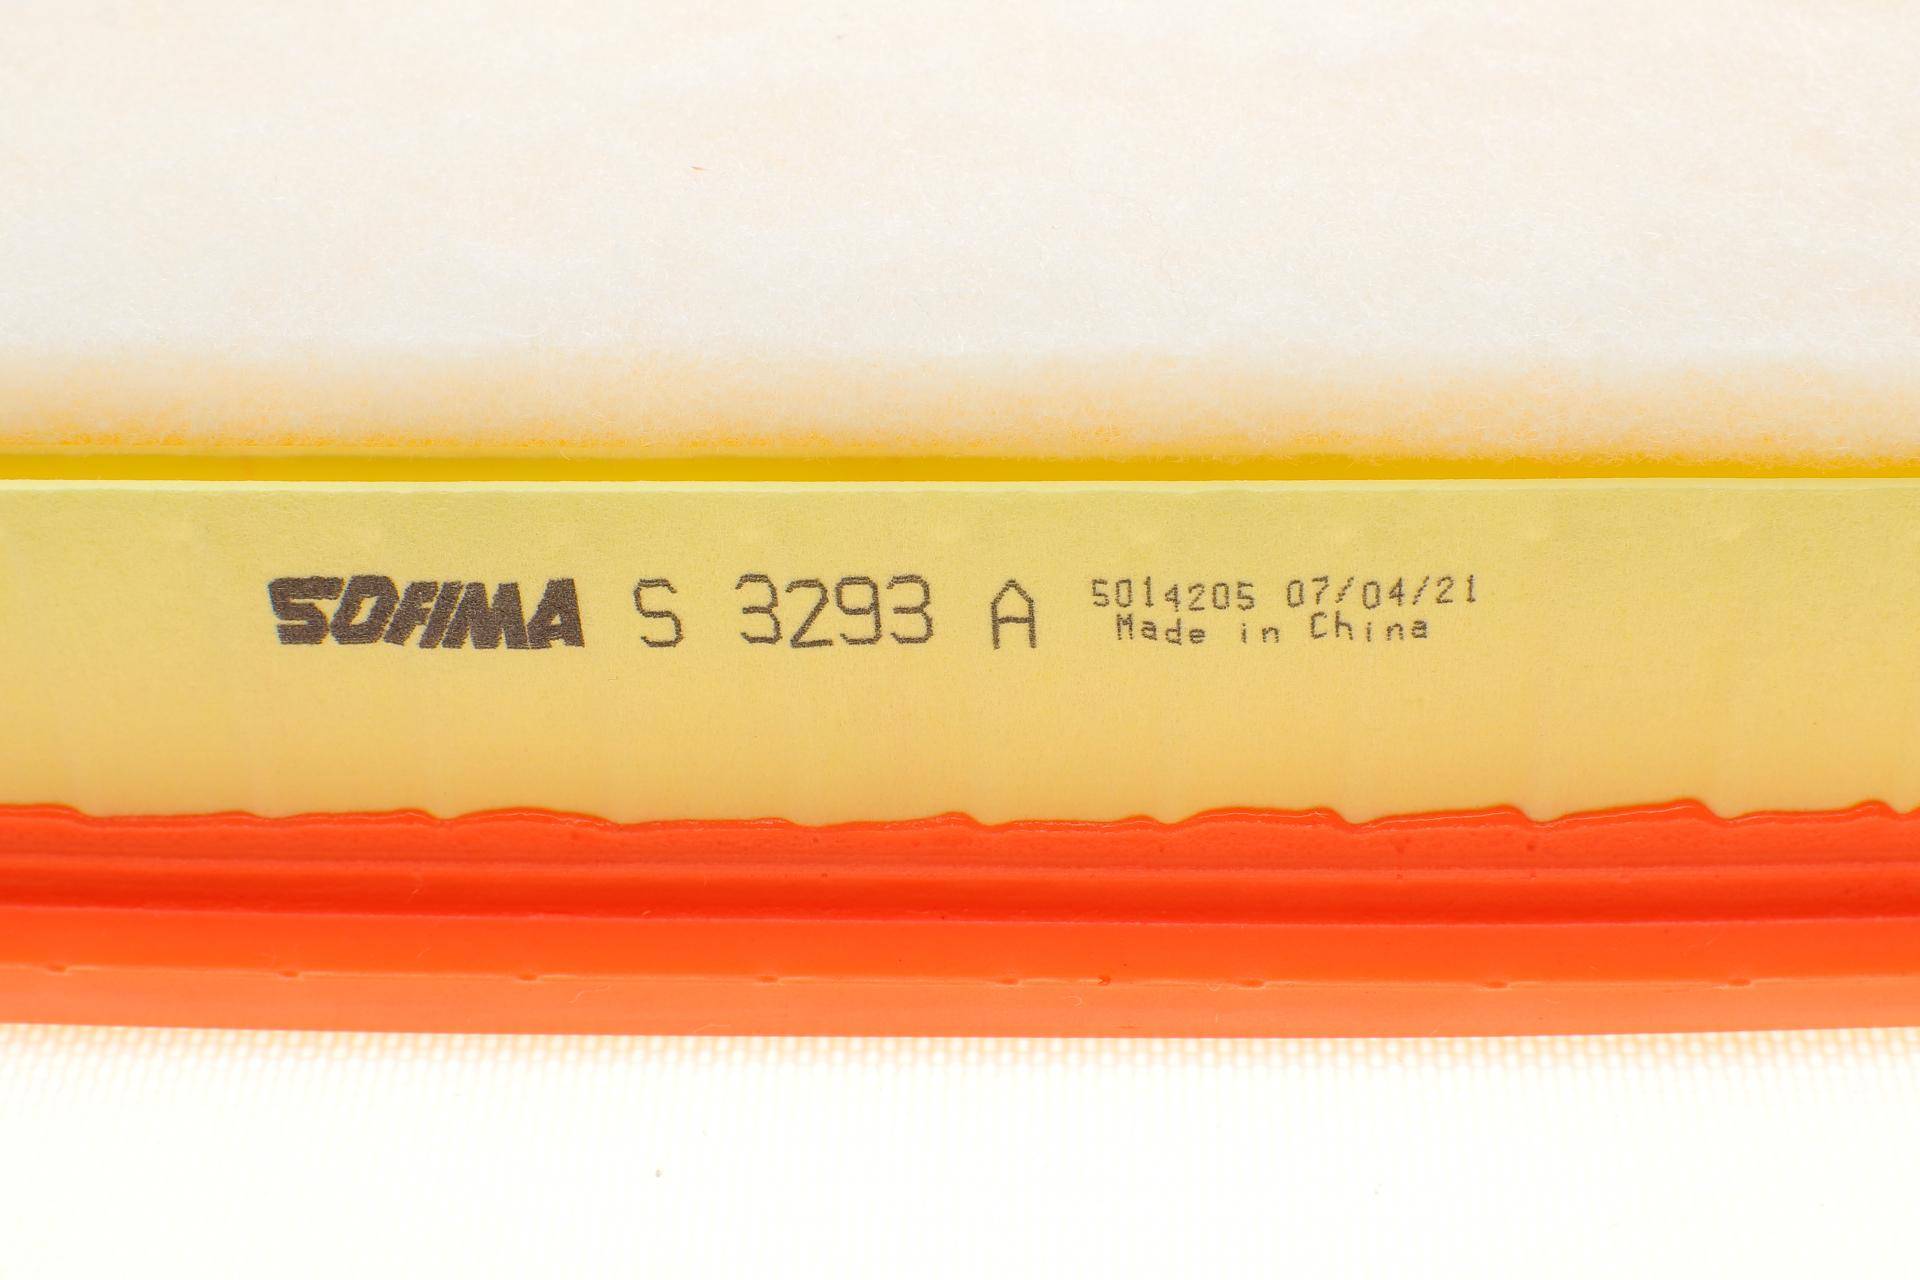 SOFIMA S 3293 A 5014205 07/04/21
Made in China